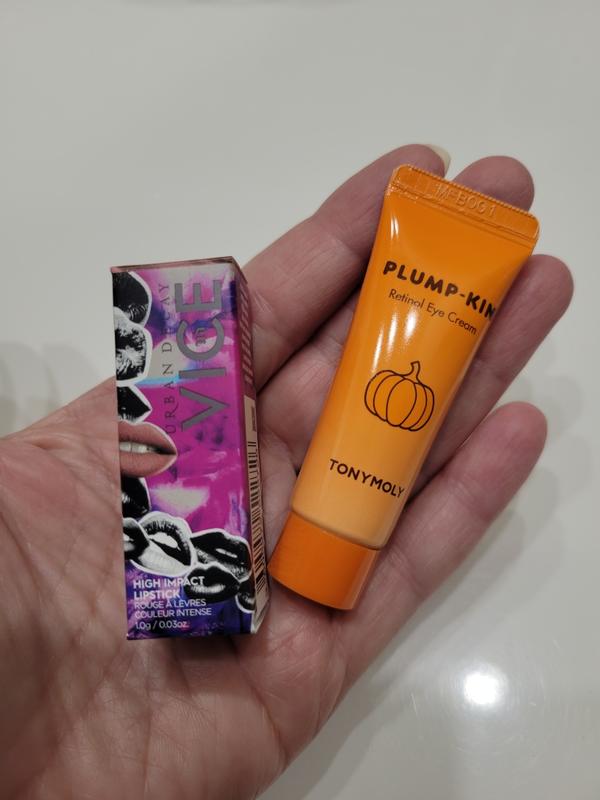 URBAN DECAY
VICE
HIGH IMPACT
LIPSTICK
ROUGE À LÈVRES
COULEUR INTENSE
1.0g / 0.03oz.
PLUMP-KIN
Retinol Eye Cream
TONYMOLY